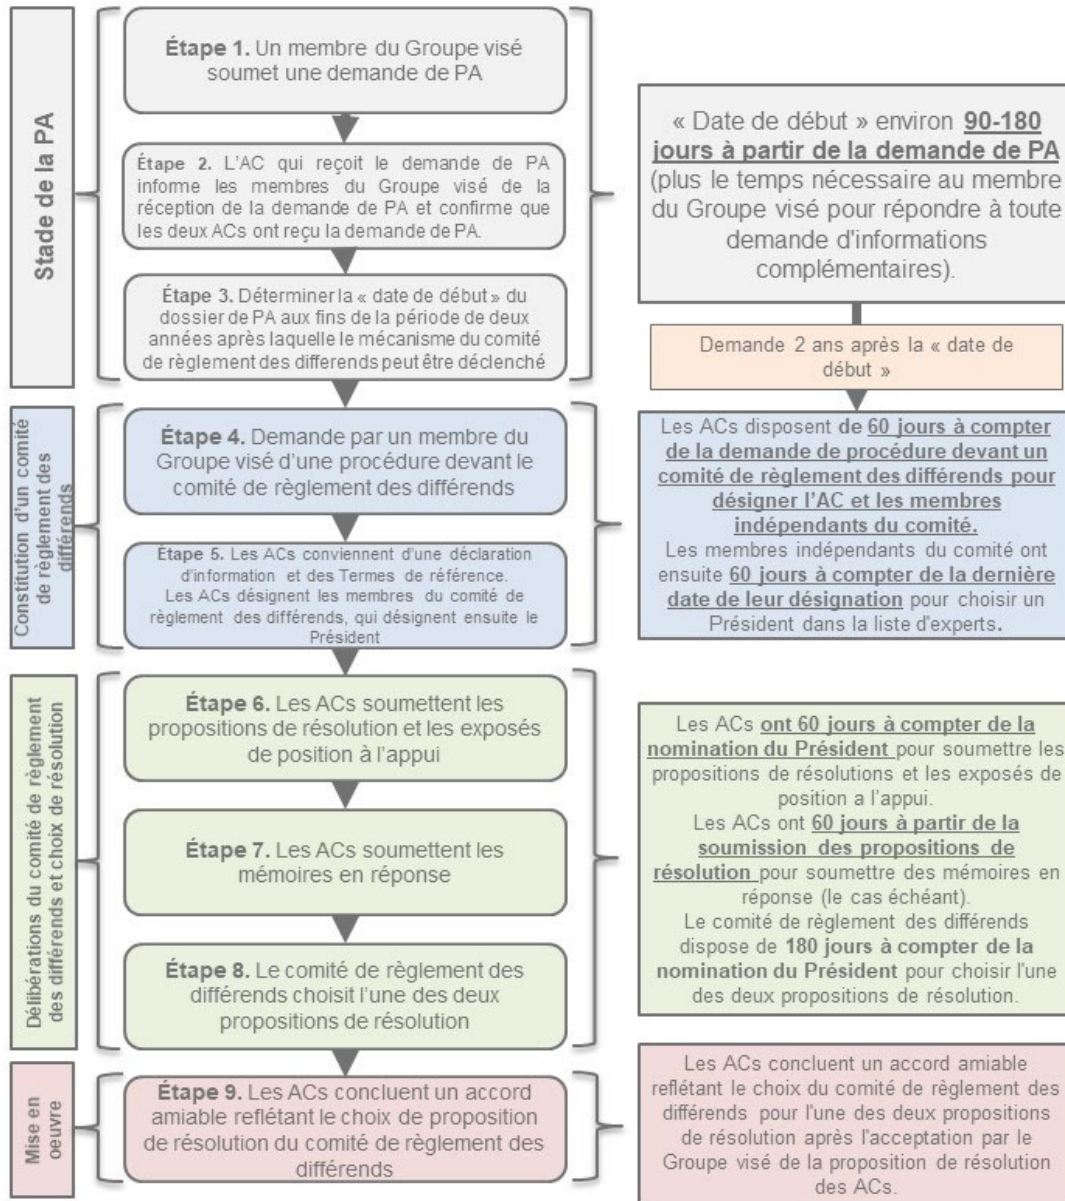 Stade de la PA
Étape 1. Un membre du Groupe visé
soumet une demande de PA
Étape 2. L'AC qui reçoit le demande de PA
informe les membres du Groupe visé de la
réception de la demande de PA et confirme que
les deux ACs ont reçu la demande de PA.
Étape 3. Déterminer la « date de début » du
dossier de PA aux fins de la période de deux
années après laquelle le mécanisme du comité
de règlement des differends peut être déclenché
« Date de début » environ 90-180
jours à partir de la demande de PA
(plus le temps nécessaire au membre
du Groupe visé pour répondre à toute
demande d'informations
complémentaires).
Demande 2 ans après la « date de
début »
Constitution d'un comité
de règlement des
différends
Étape 4. Demande par un membre du
Groupe visé d'une procédure devant le
comité de règlement des différends
Étape 5. Les ACs conviennent d'une déclaration
d'information et des Termes de référence.
Les ACs désignent les membres du comité de
règlement des différends, qui désignent ensuite le
Président
Les ACs disposent de 60 jours à compter
de la demande de procédure devant un
comité de règlement des différends pour
désigner l'AC et les membres
indépendants du comité.
Les membres indépendants du comité ont
ensuite 60 jours à compter de la dernière
date de leur désignation pour choisir un
Président dans la liste d'experts.
Délibérations du comité de règlement
des différends et choix de résolution
Étape 6. Les ACs soumettent les
propositions de résolution et les exposés
de position à l'appui
Étape 7. Les ACs soumettent les
mémoires en réponse
Étape 8. Le comité de règlement des
différends choisit l'une des deux
propositions de résolution
Les ACs ont 60 jours à compter de la
nomination du Président pour soumettre les
propositions de résolutions et les exposés de
position a l'appui.
Les ACs ont 60 jours à partir de la
soumission des propositions de
résolution pour soumettre des mémoires en
réponse (le cas échéant).
Le comité de règlement des différends
dispose de 180 jours à compter de la
nomination du Président pour choisir l'une
des deux propositions de résolution.
Mise en
oeuvre
Étape 9. Les ACs concluent un accord
amiable reflétant le choix de proposition
de résolution du comité de règlement des
différends
Les ACs concluent un accord amiable
reflétant le choix du comité de règlement des
différends pour l'une des deux propositions
de résolution après l'acceptation par le
Groupe visé de la proposition de résolution
des ACs.